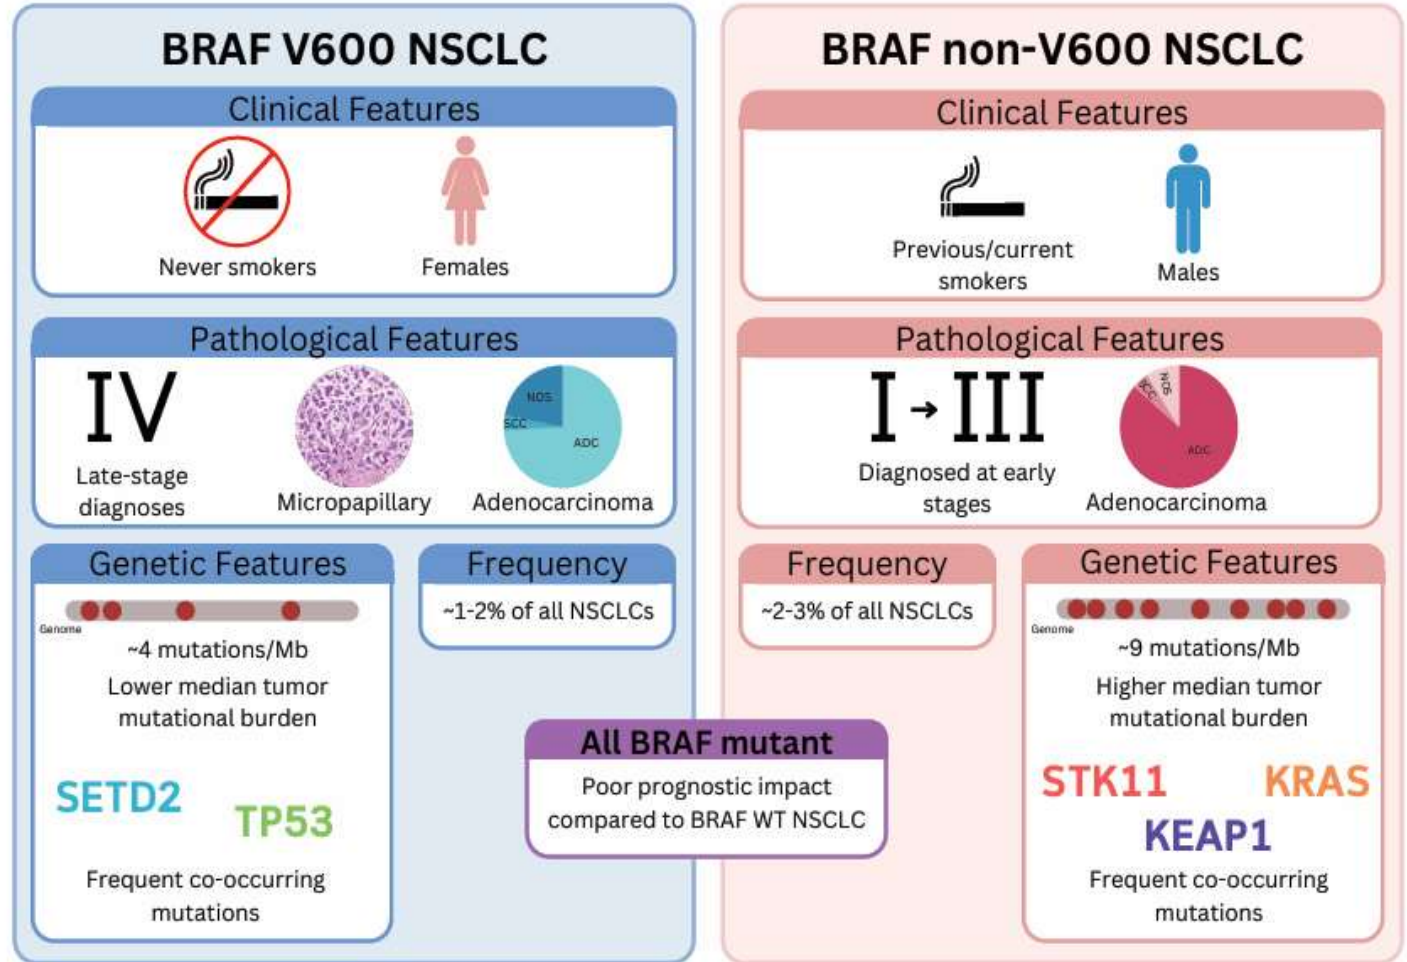 BRAF V600 NSCLC
Clinical Features
Never smokers
Females
Pathological Features
IV
Late-stage
diagnoses
Micropapillary
NOS
SCC
ADC
Adenocarcinoma
Genetic Features
Genome
~4 mutations/Mb
Lower median tumor
mutational burden
SETD2
TP53
Frequent co-occurring
mutations
Frequency
~1-2% of all NSCLCs
BRAF non-V600 NSCLC
Clinical Features
Previous/current
smokers
Males
Pathological Features
I → III
Diagnosed at early
stages
SCC
NOS
ADC
Adenocarcinoma
Frequency
~2-3% of all NSCLCs
Genetic Features
Genome
~9 mutations/Mb
Higher median tumor
mutational burden
STK11
KRAS
KEAP1
Frequent co-occurring
mutations
All BRAF mutant
Poor prognostic impact
compared to BRAF WT NSCLC